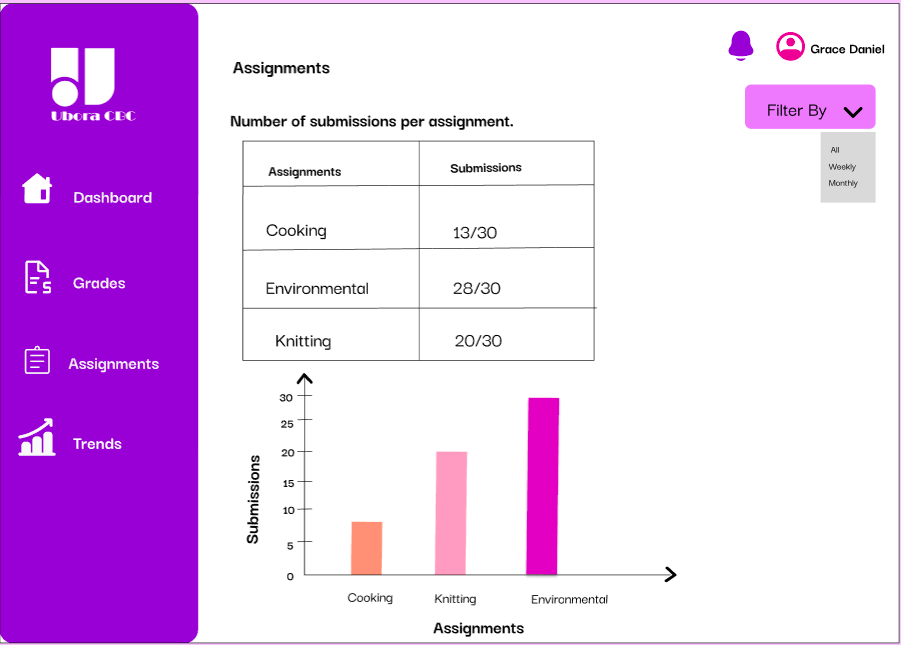 Ubora CBC
Dashboard
Grades
Assignments
Trends
Grace Daniel
Filter By
All
Weekly
Monthly
Assignments
Number of submissions per assignment.
Assignments Submissions
Cooking 13/30
Environmental 28/30
Knitting 20/30
Submissions
30
25
20
15
10
5
0
Cooking Knitting Environmental
Assignments